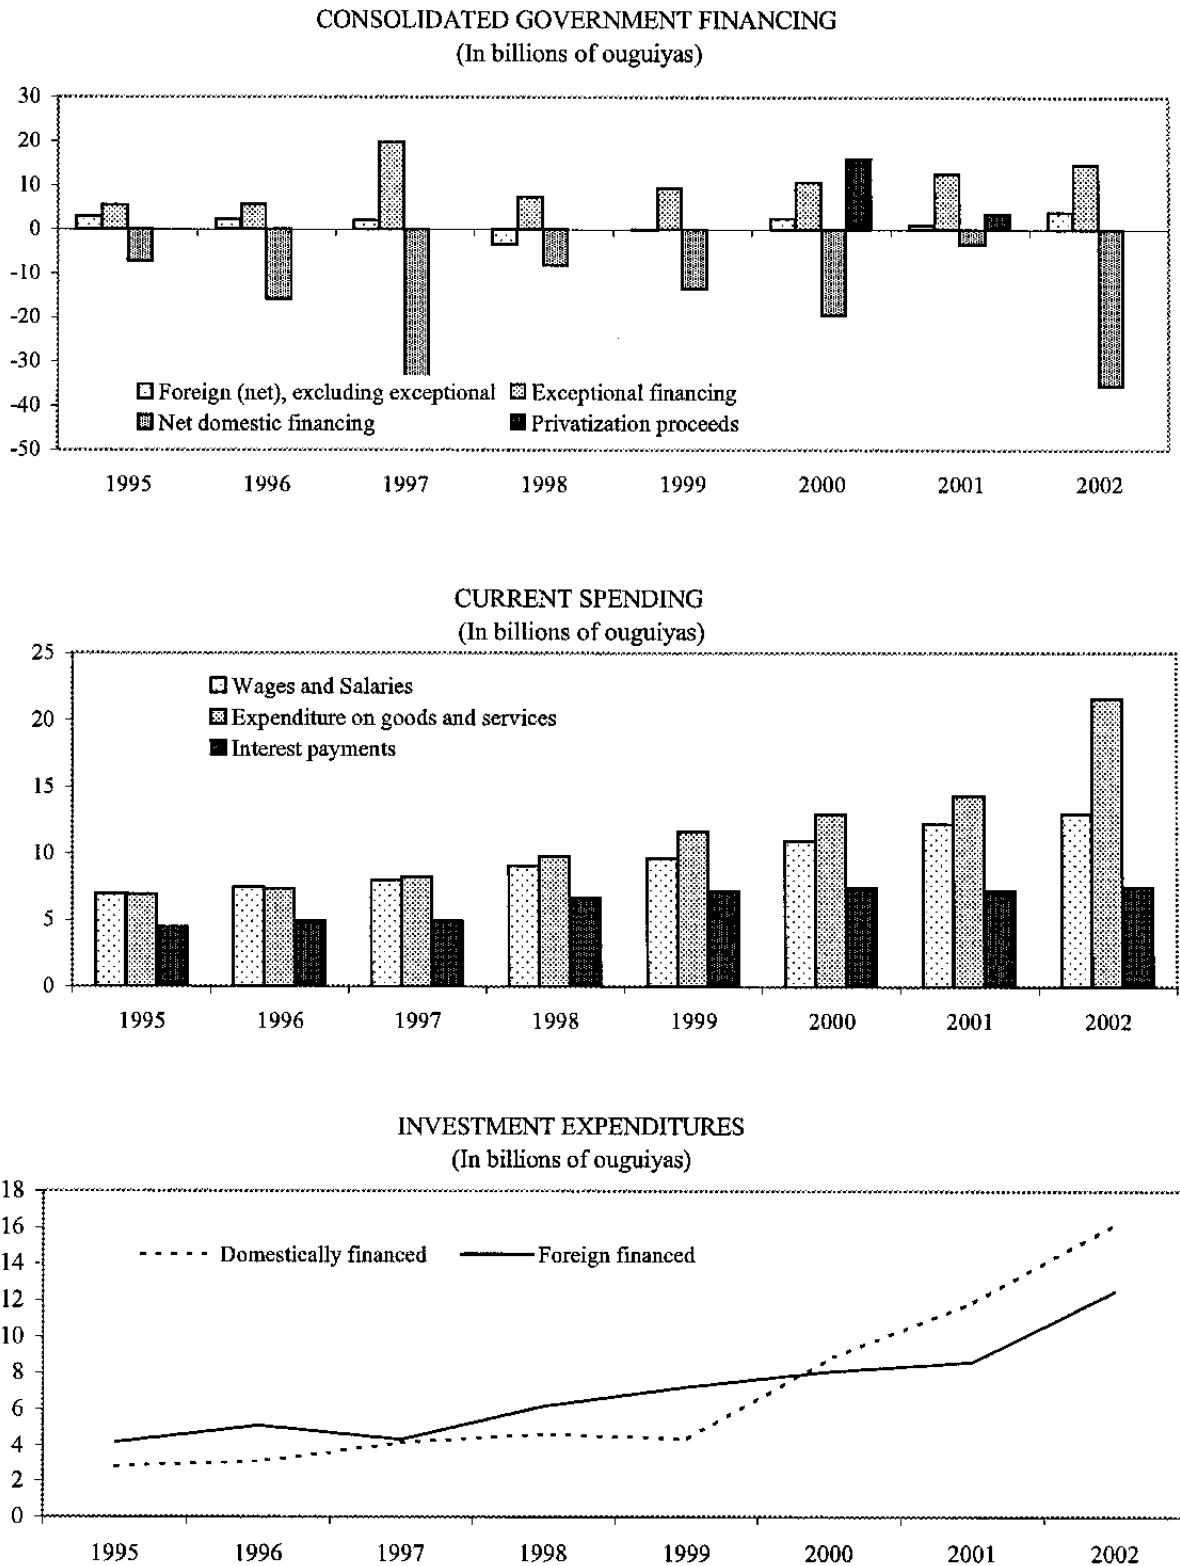 CONSOLIDATED GOVERNMENT FINANCING
(In billions of ouguiyas)
30
20
10
0
-10
-20
-30
-40
-50
Foreign (net), excluding exceptional Exceptional financing
Net domestic financing Privatization proceeds
1995 1996 1997 1998 1999 2000 2001 2002
CURRENT SPENDING
(In billions of ouguiyas)
25
20
15
10
5
0
Wages and Salaries
Expenditure on goods and services
Interest payments
1995 1996 1997 1998 1999 2000 2001 2002
INVESTMENT EXPENDITURES
(In billions of ouguiyas)
18
16
14
12
10
8
6
4
2
0
Domestically financed Foreign financed
1995 1996 1997 1998 1999 2000 2001 2002